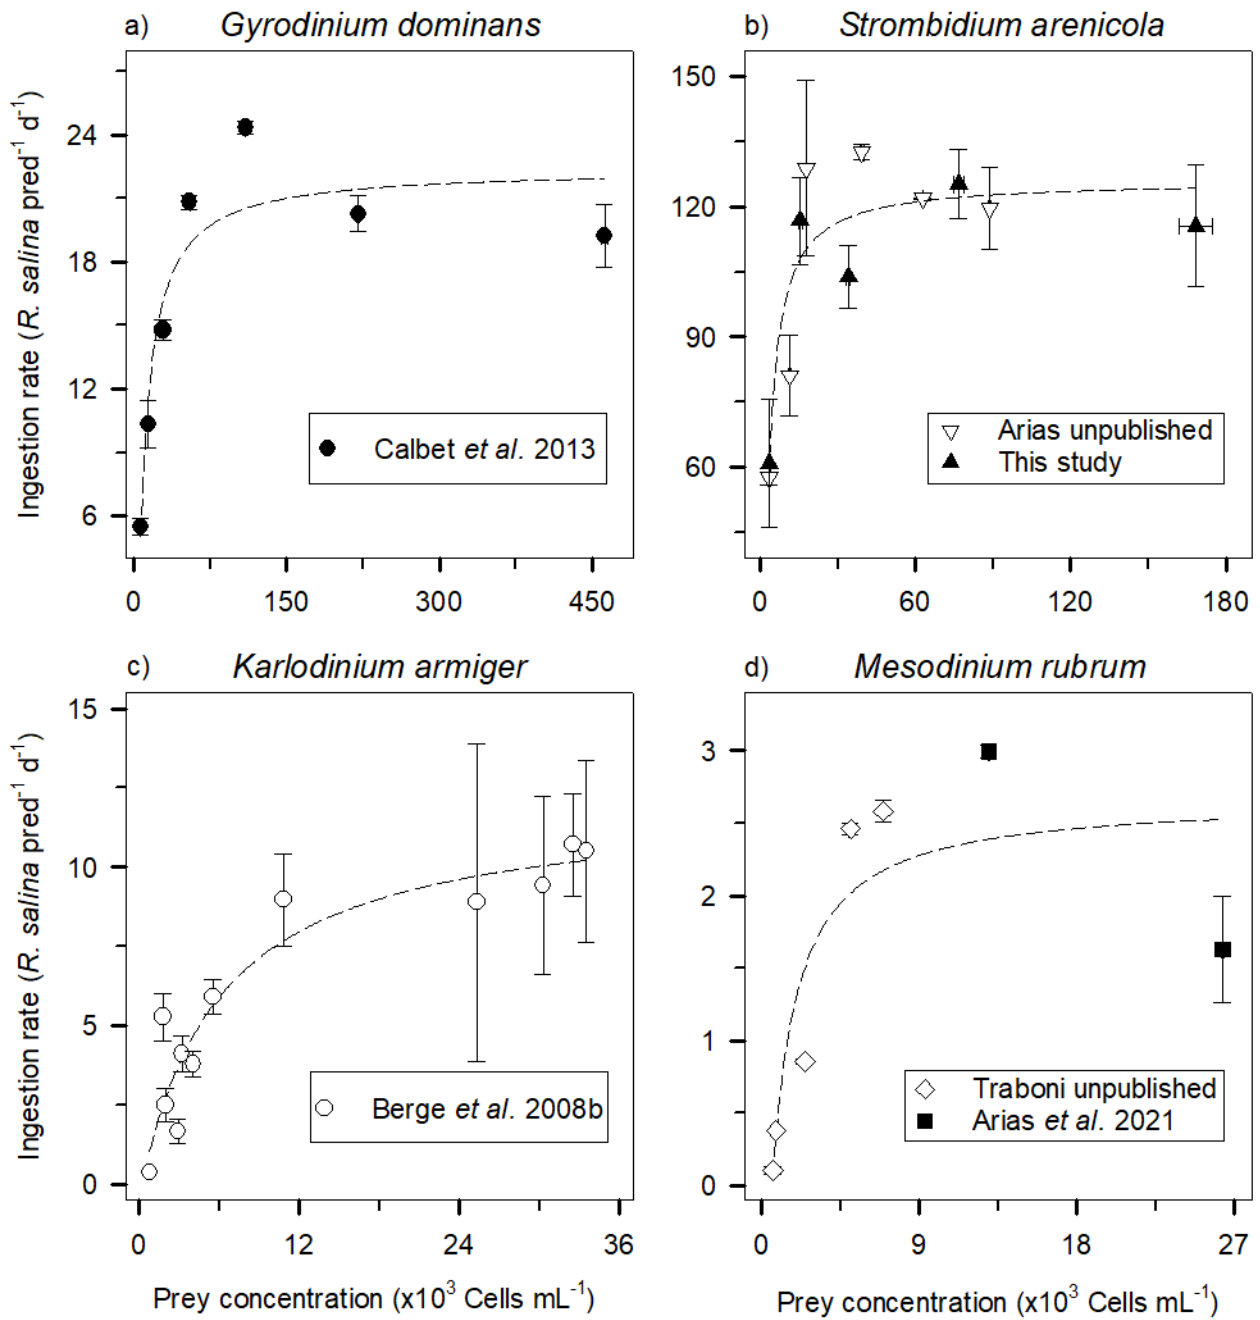 a) Gyrodinium dominans
b) Strombidium arenicola
Ingestion rate (R. salina pred⁻¹ d⁻¹)
24
18
12
6
Calbet et al. 2013
0 150 300 450
150
120
90
60
Arias unpublished
This study
0 60 120 180
c) Karlodinium armiger
d) Mesodinium rubrum
Ingestion rate (R. salina pred⁻¹ d⁻¹)
15
10
5
0
Berge et al. 2008b
0 12 24 36
Prey concentration (x10³ Cells mL⁻¹)
3
2
1
0
Traboni unpublished
Arias et al. 2021
0 9 18 27
Prey concentration (x10³ Cells mL⁻¹)